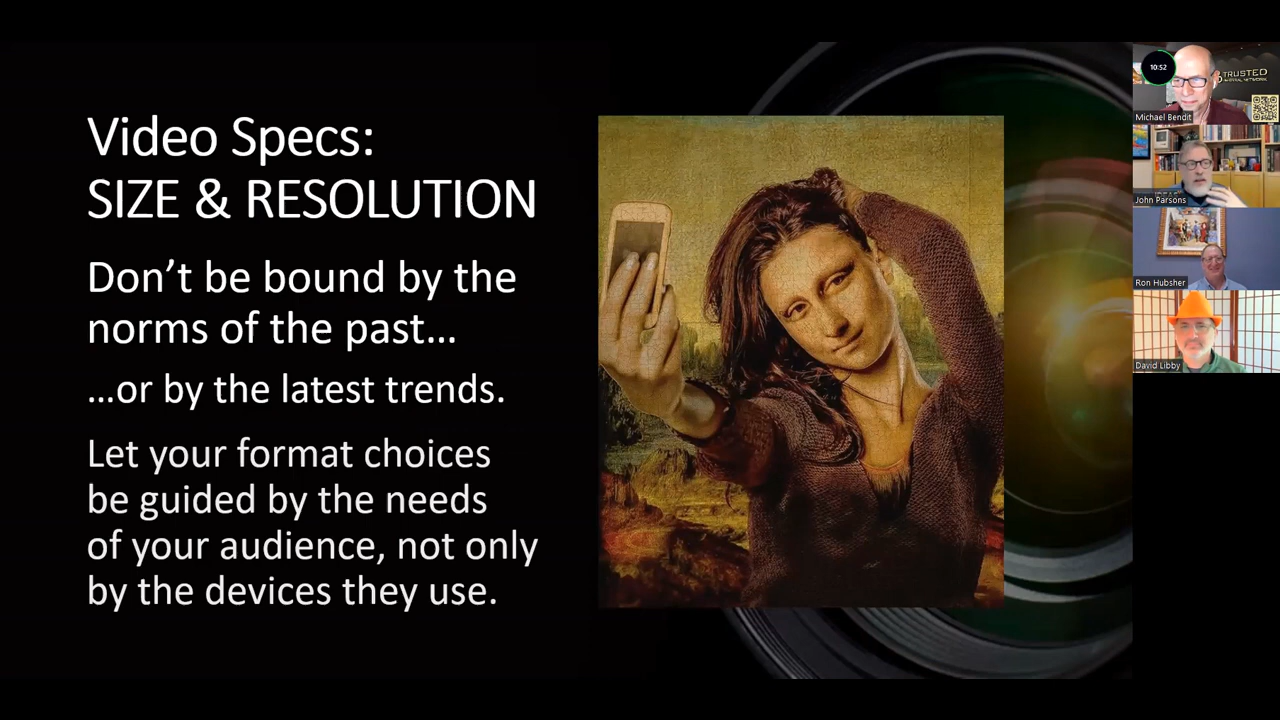 Video Specs:
SIZE & RESOLUTION
Don’t be bound by the
norms of the past...
...or by the latest trends.
Let your format choices
be guided by the needs
of your audience, not only
by the devices they use.
10:52
TRUSTED
Michael Bendit
John Parsons
Ron Hubsher
David Libby